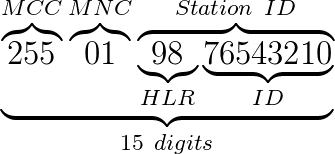 MCC MNC Station ID
255 01 98 76543210
HLR ID
15 digits